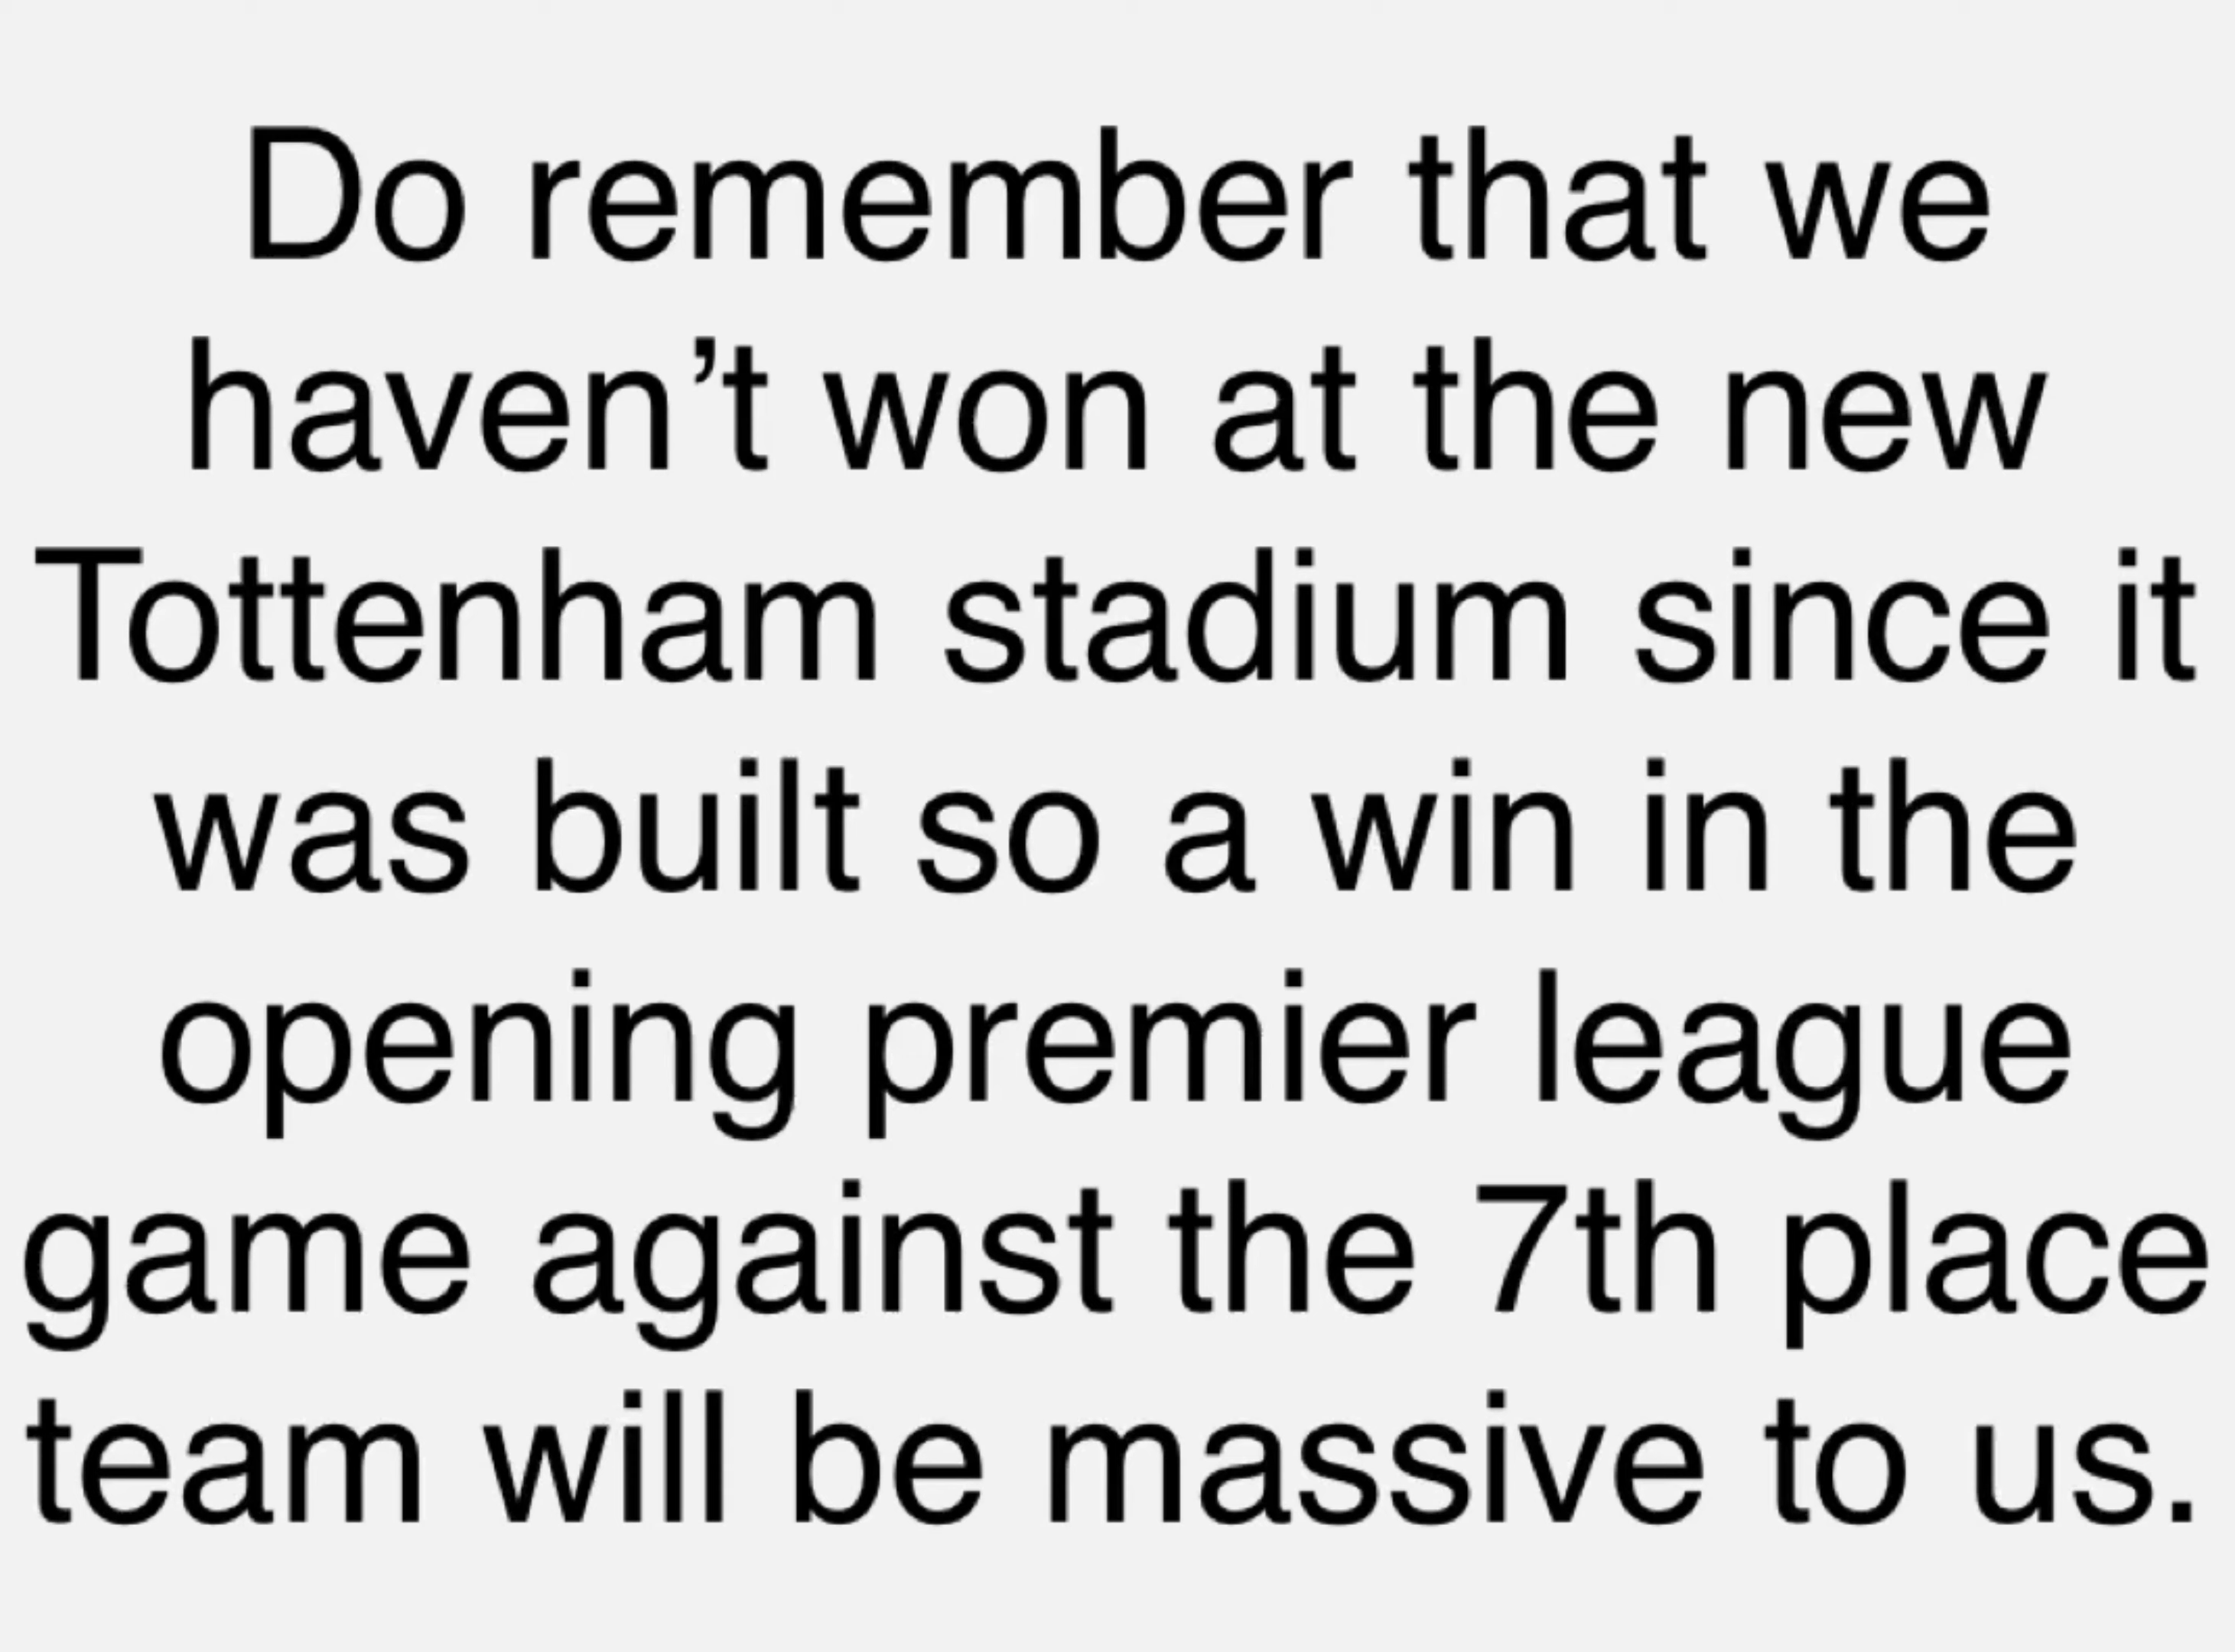 Do remember that we
haven’t won at the new
Tottenham stadium since it
was built so a win in the
opening premier league
game against the 7th place
team will be massive to us.